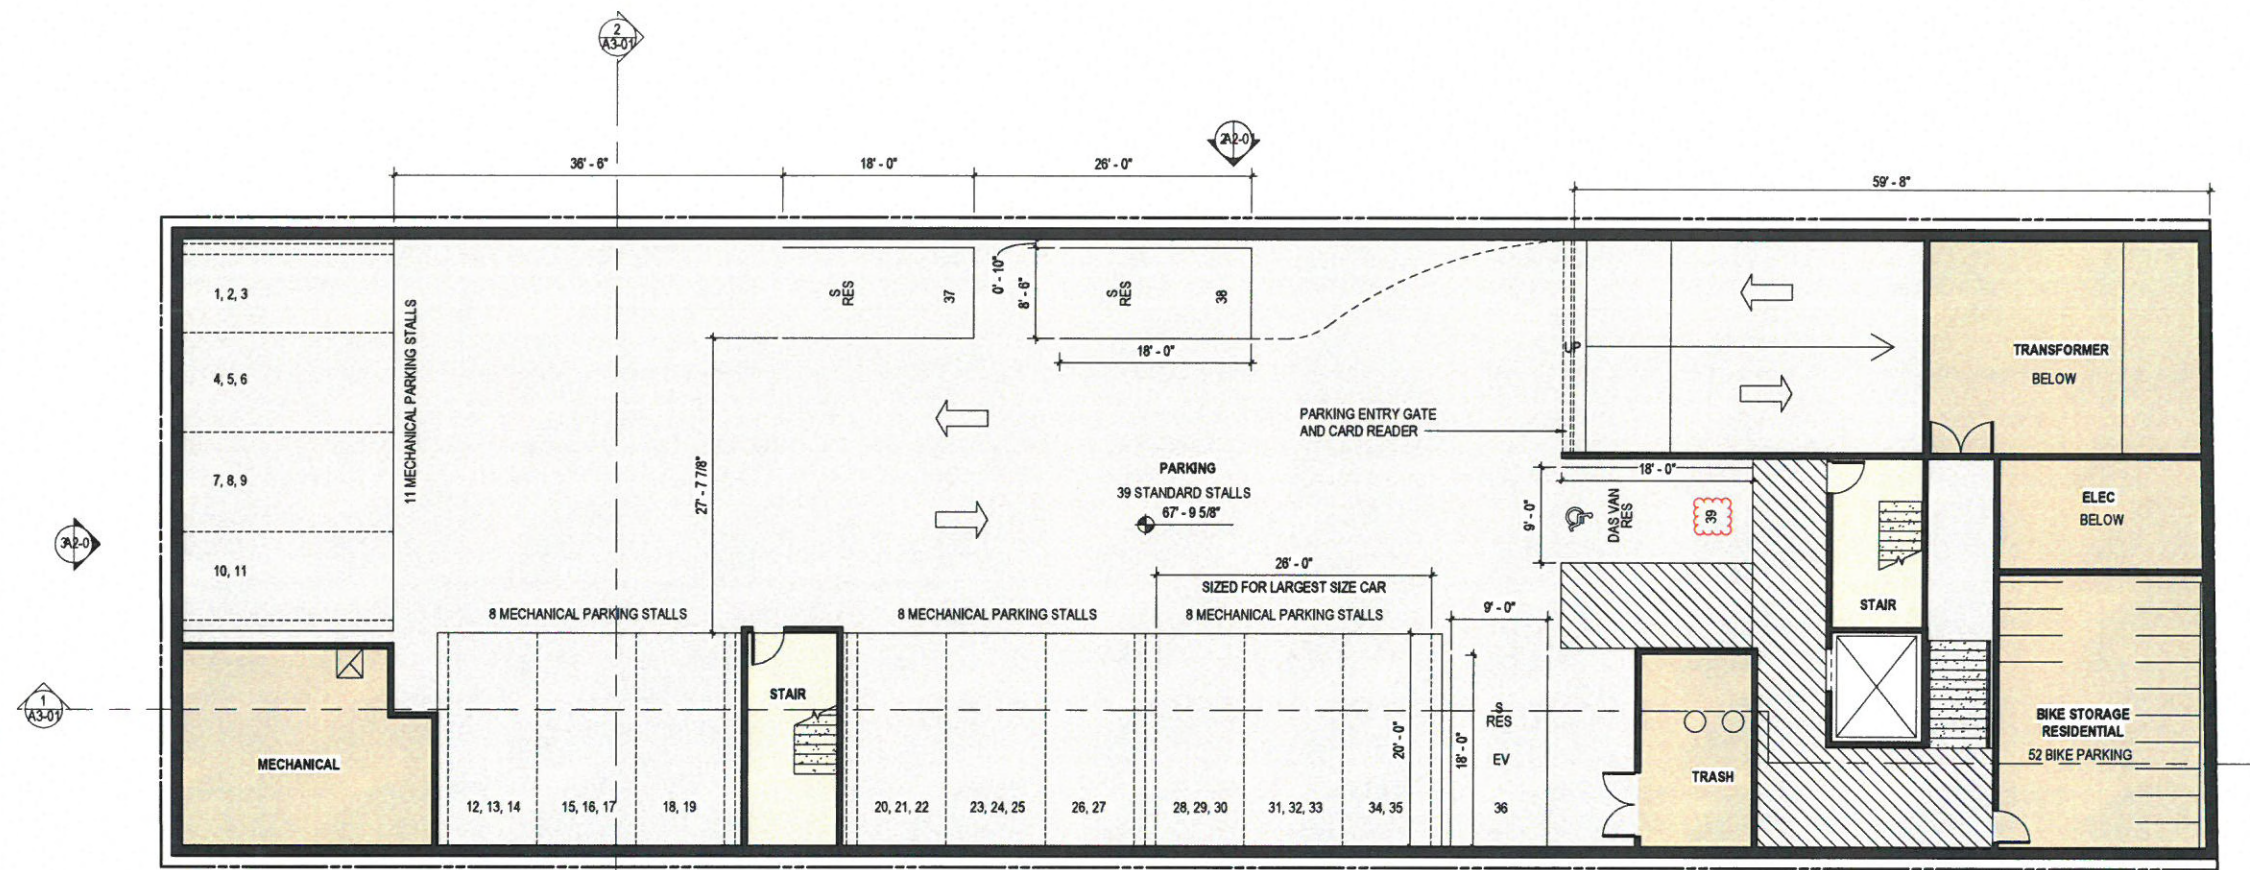 2
A3-01
2
A2-01
36' - 6"
18' - 0"
26' - 0"
59' - 8"
1, 2, 3
4, 5, 6
7, 8, 9
10, 11
11 MECHANICAL PARKING STALLS
S
RES
37
0' - 10"
8' - 6"
S
RES
38
18' - 0"
27' - 7 7/8"
UP
PARKING ENTRY GATE
AND CARD READER
PARKING
39 STANDARD STALLS
67' - 9 5/8"
TRANSFORMER
BELOW
18' - 0"
9' - 0"
DAS VAN
RES
39
ELEC
BELOW
3
A2-01
26' - 0"
SIZED FOR LARGEST SIZE CAR
8 MECHANICAL PARKING STALLS
8 MECHANICAL PARKING STALLS
8 MECHANICAL PARKING STALLS
9' - 0"
STAIR
1
A3-01
MECHANICAL
STAIR
20' - 0"
18' - 0"
S
RES
EV
36
TRASH
BIKE STORAGE
RESIDENTIAL
52 BIKE PARKING
12, 13, 14
15, 16, 17
18, 19
20, 21, 22
23, 24, 25
26, 27
28, 29, 30
31, 32, 33
34, 35